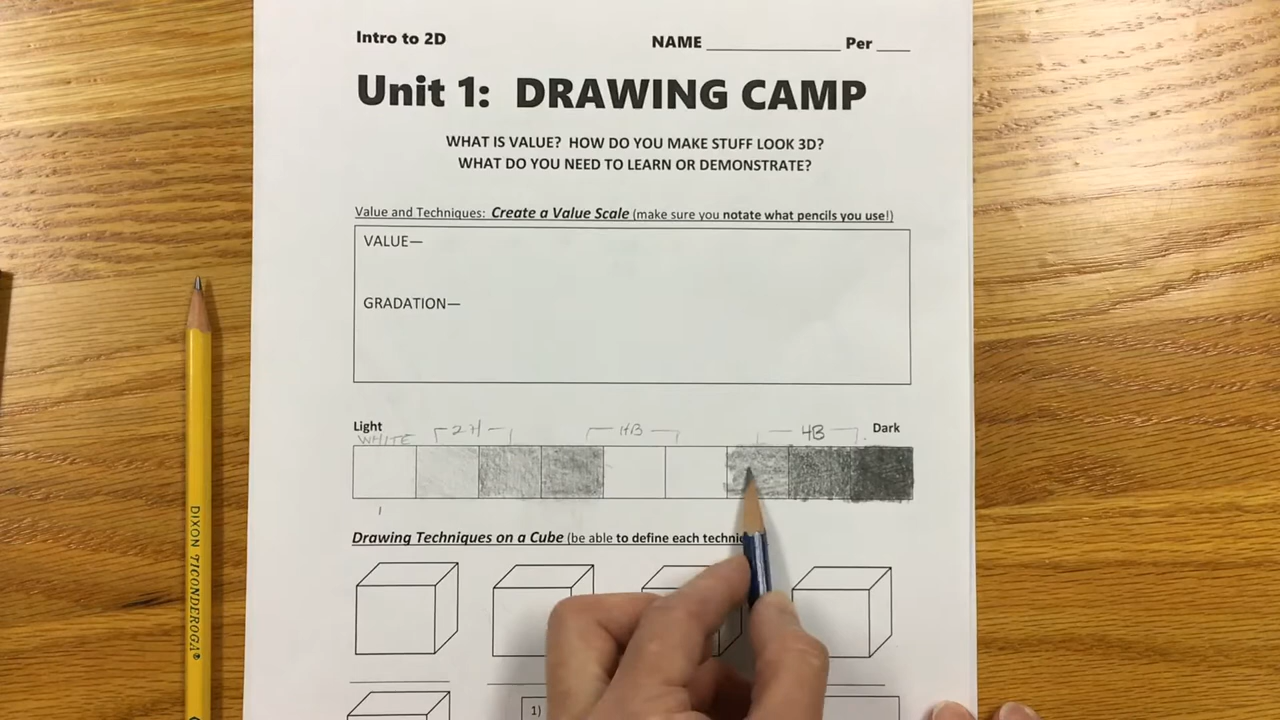 Intro to 2D
NAME ____________ Per ___
Unit 1: DRAWING CAMP
WHAT IS VALUE? HOW DO YOU MAKE STUFF LOOK 3D?
WHAT DO YOU NEED TO LEARN OR DEMONSTRATE?
Value and Techniques: Create a Value Scale (make sure you notate what pencils you use!)
VALUE—
GRADATION—
Light Dark
WHITE 2H HB 4B
1
Drawing Techniques on a Cube (be able to define each
1)
DIXON TICONDEROGA®